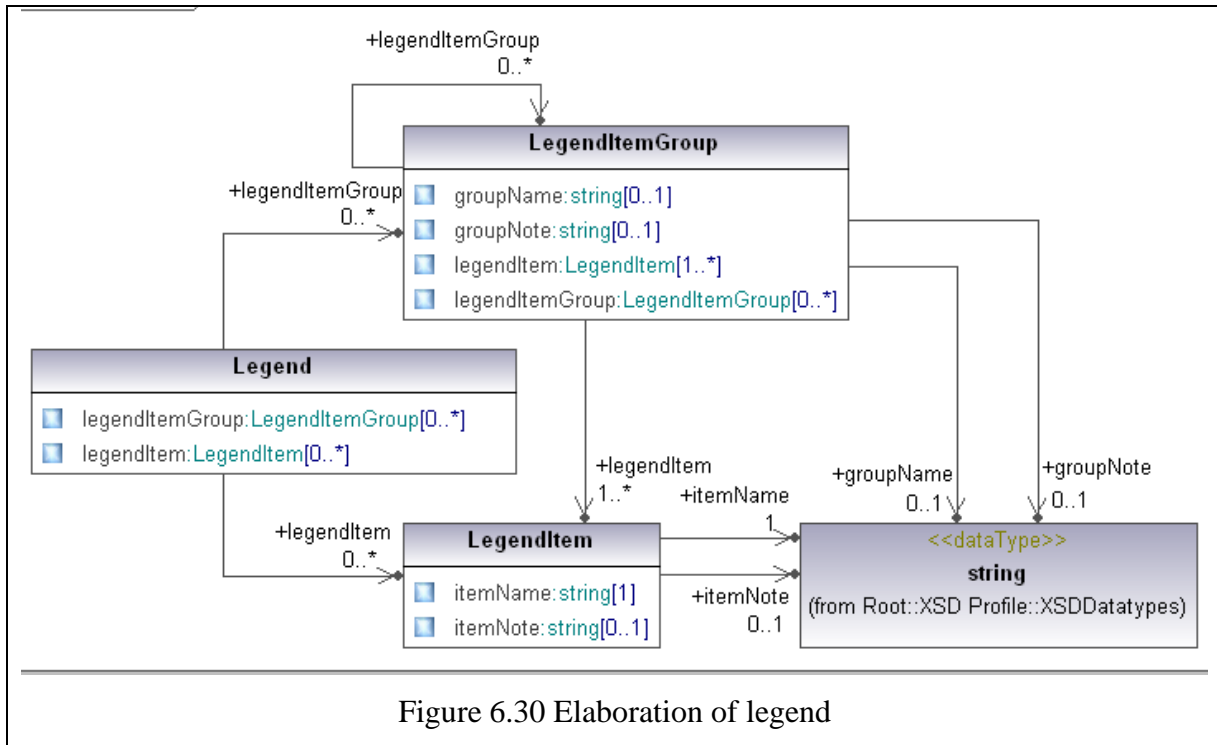 +legendItemGroup
0..*
LegendItemGroup
groupName:string[0..1]
groupNote:string[0..1]
legendItem:LegendItem[1..*]
legendItemGroup:LegendItemGroup[0..*]
+legendItemGroup
0..*
Legend
legendItemGroup:LegendItemGroup[0..*]
legendItem:LegendItem[0..*]
+legendItem
0..*
+legendItem
1..*
LegendItem
itemName:string[1]
itemNote:string[0..1]
+itemName
1
+itemNote
0..1
+groupName
0..1
+groupNote
0..1
<<dataType>>
string
(from Root::XSD Profile::XSDDatatypes)
Figure 6.30 Elaboration of legend